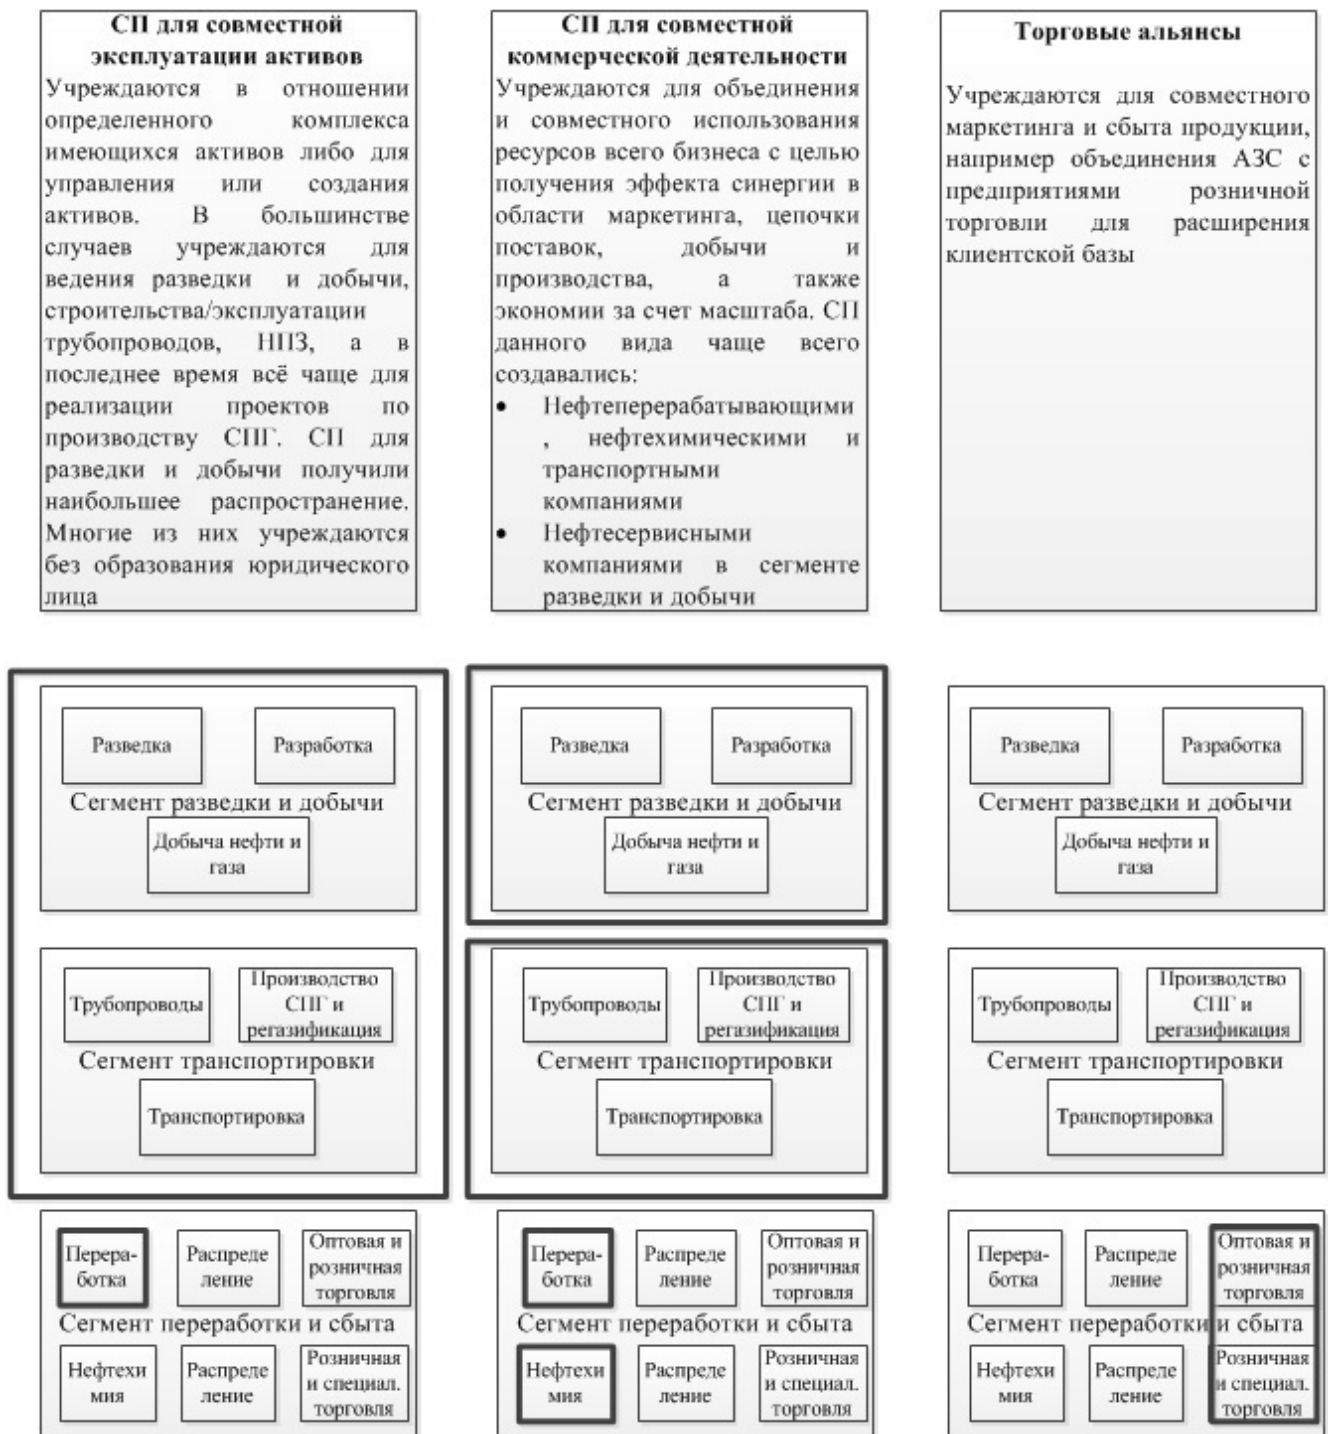 СП для совместной
эксплуатации активов
Учреждаются в отношении
определенного комплекса
имеющихся активов либо для
управления или создания
активов. В большинстве
случаев учреждаются для
ведения разведки и добычи,
строительства/эксплуатации
трубопроводов, НПЗ, а в
последнее время всё чаще для
реализации проектов по
производству СПГ. СП для
разведки и добычи получили
наибольшее распространение.
Многие из них учреждаются
без образования юридического
лица
СП для совместной
коммерческой деятельности
Учреждаются для объединения
и совместного использования
ресурсов всего бизнеса с целью
получения эффекта синергии в
области маркетинга, цепочки
поставок, добычи и
производства, а также
экономии за счет масштаба. СП
данного вида чаще всего
создавались:
• Нефтеперерабатывающими
, нефтехимическими и
транспортными
компаниями
• Нефтесервисными
компаниями в сегменте
разведки и добычи
Торговые альянсы
Учреждаются для совместного
маркетинга и сбыта продукции,
например объединения АЗС с
предприятиями розничной
торговли для расширения
клиентской базы
Разведка
Разработка
Сегмент разведки и добычи
Добыча нефти и
газа
Трубопроводы
Производство
СПГ и
регазификация
Сегмент транспортировки
Транспортировка
Перера-
ботка
Распреде
ление
Оптовая и
розничная
торговля
Сегмент переработки и сбыта
Нефтехи
мия
Распреде
ление
Розничная
и специал.
торговля
Разведка
Разработка
Сегмент разведки и добычи
Добыча нефти и
газа
Трубопроводы
Производство
СПГ и
регазификация
Сегмент транспортировки
Транспортировка
Перера-
ботка
Распреде
ление
Оптовая и
розничная
торговля
Сегмент переработки и сбыта
Нефтехи
мия
Распреде
ление
Розничная
и специал.
торговля
Разведка
Разработка
Сегмент разведки и добычи
Добыча нефти и
газа
Трубопроводы
Производство
СПГ и
регазификация
Сегмент транспортировки
Транспортировка
Перера-
ботка
Распреде
ление
Оптовая и
розничная
торговля
Сегмент переработки и сбыта
Нефтехи
мия
Распреде
ление
Розничная
и специал.
торговля